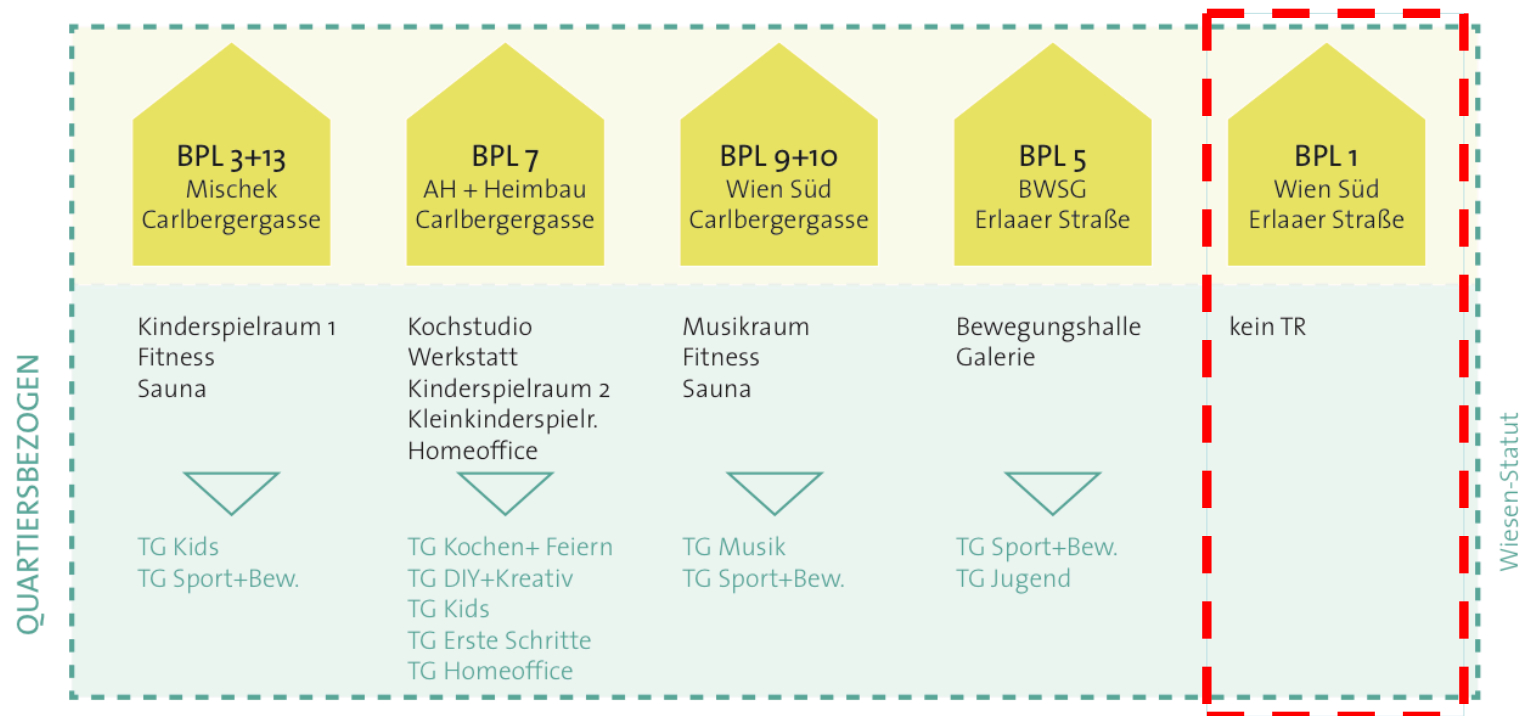 BPL 3+13
Mischek
Carlbergergasse
BPL 7
AH + Heimbau
Carlbergergasse
BPL 9+10
Wien Süd
Carlbergergasse
BPL 5
BWSG
Erlaaer Straße
BPL 1
Wien Süd
Erlaaer Straße
QUARTIERSBEZOGEN
Kinderspielraum 1
Fitness
Sauna
Kochstudio
Werkstatt
Kinderspielraum 2
Kleinkinderspielr.
Homeoffice
Musikraum
Fitness
Sauna
Bewegungshalle
Galerie
kein TR
TG Kids
TG Sport+Bew.
TG Kochen+ Feiern
TG DIY+Kreativ
TG Kids
TG Erste Schritte
TG Homeoffice
TG Musik
TG Sport+Bew.
TG Sport+Bew.
TG Jugend
Wiesen-Statut